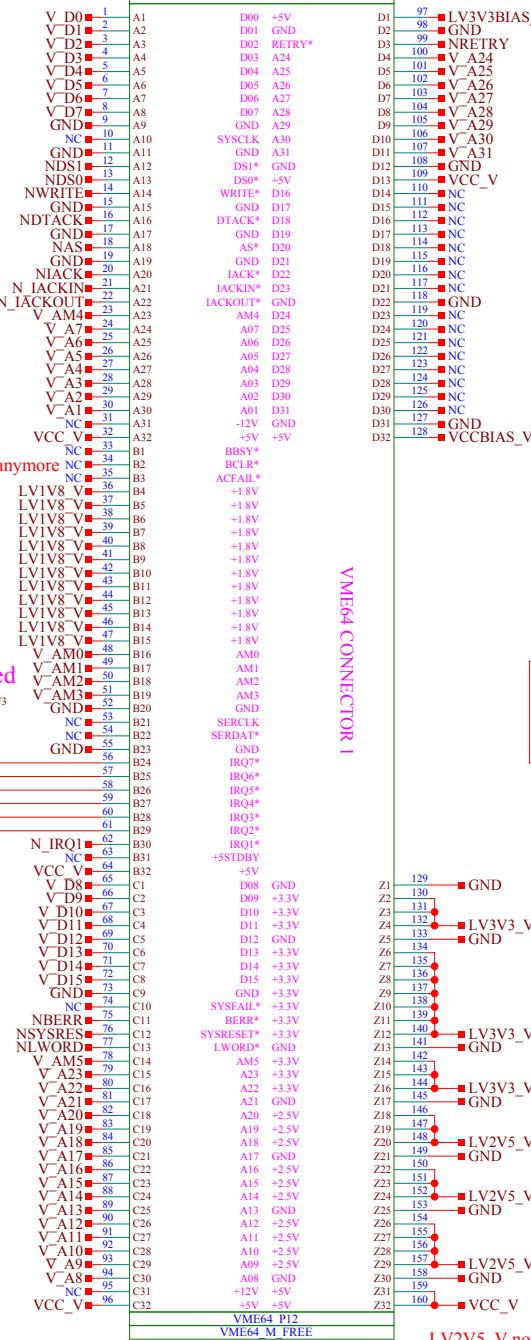 V_D0 1 A1 D00 +5V D1 97 LV3V3BIAS_
V_D1 2 A2 D01 GND D2 98 GND
V_D2 3 A3 D02 RETRY* D3 99 NRETRY
V_D3 4 A4 D03 A24 D4 100 V_A24
V_D4 5 A5 D04 A25 D5 101 V_A25
V_D5 6 A6 D05 A26 D6 102 V_A26
V_D6 7 A7 D06 A27 D7 103 V_A27
V_D7 8 A8 D07 A28 D8 104 V_A28
GND 9 A9 GND A29 D9 105 V_A29
NC 10 A10 SYSCLK A30 D10 106 V_A30
GND 11 A11 GND A31 D11 107 V_A31
NDS1 12 A12 DS1* GND D12 108 GND
NDS0 13 A13 DS0* +5V D13 109 VCC_V
NWRITE 14 A14 WRITE* D16 D14 110 NC
GND 15 A15 GND D17 D15 111 NC
NDTACK 16 A16 DTACK* D18 D16 112 NC
GND 17 A17 GND D19 D17 113 NC
NAS 18 A18 AS* D20 D18 114 NC
GND 19 A19 GND D21 D19 115 NC
NIACK 20 A20 IACK* D22 D20 116 NC
N_IACKIN 21 A21 IACKIN* D23 D21 117 NC
N_IACKOUT 22 A22 IACKOUT* GND D22 118 GND
V_AM4 23 A23 AM4 D24 D23 119 NC
V_A7 24 A24 A07 D25 D24 120 NC
V_A6 25 A25 A06 D26 D25 121 NC
V_A5 26 A26 A05 D27 D26 122 NC
V_A4 27 A27 A04 D28 D27 123 NC
V_A3 28 A28 A03 D29 D28 124 NC
V_A2 29 A29 A02 D30 D29 125 NC
V_A1 30 A30 A01 D31 D30 126 NC
NC 31 A31 -12V GND D31 127 GND
VCC_V 32 A32 +5V +5V D32 128 VCCBIAS_V
NC 33 B1 BBSY*
anymore NC 34 B2 BCLR*
NC 35 B3 ACFAIL*
LV1V8_V 36 B4 +1.8V
LV1V8_V 37 B5 +1.8V
LV1V8_V 38 B6 +1.8V
LV1V8_V 39 B7 +1.8V
LV1V8_V 40 B8 +1.8V
LV1V8_V 41 B9 +1.8V
LV1V8_V 42 B10 +1.8V
LV1V8_V 43 B11 +1.8V
LV1V8_V 44 B12 +1.8V
LV1V8_V 45 B13 +1.8V
LV1V8_V 46 B14 +1.8V
LV1V8_V 47 B15 +1.8V
VME64 CONNECTOR 1
V_AM0 48 B16 AM0
V_AM1 49 B17 AM1
ed
V_AM2 50 B18 AM2
V_AM3 51 B19 AM3
V3
GND 52 B20 GND
NC 53 B21 SERCLK
NC 54 B22 SERDAT*
GND 55 B23 GND
56 B24 IRQ7*
57 B25 IRQ6*
58 B26 IRQ5*
59 B27 IRQ4*
60 B28 IRQ3*
61 B29 IRQ2*
N_IRQ1 62 B30 IRQ1*
NC 63 B31 +5STDBY
VCC_V 64 B32 +5V
V_D8 65 C1 D08 GND Z1 129 GND
V_D9 66 C2 D09 +3.3V Z2 130
V_D10 67 C3 D10 +3.3V Z3 131
V_D11 68 C4 D11 +3.3V Z4 132 LV3V3_V
V_D12 69 C5 D12 GND Z5 133 GND
V_D13 70 C6 D13 +3.3V Z6 134
V_D14 71 C7 D14 +3.3V Z7 135
V_D15 72 C8 D15 +3.3V Z8 136
GND 73 C9 GND +3.3V Z9 137
NC 74 C10 SYSFAIL* +3.3V Z10 138
NBERR 75 C11 BERR* +3.3V Z11 139
NSYSRES 76 C12 SYSRESET* +3.3V Z12 140 LV3V3_V
NLWORD 77 C13 LWORD* GND Z13 141 GND
V_AM5 78 C14 AM5 +3.3V Z14 142
V_A23 79 C15 A23 +3.3V Z15 143
V_A22 80 C16 A22 +3.3V Z16 144 LV3V3_V
V_A21 81 C17 A21 GND Z17 145 GND
V_A20 82 C18 A20 +2.5V Z18 146
V_A19 83 C19 A19 +2.5V Z19 147
V_A18 84 C20 A18 +2.5V Z20 148 LV2V5_V
V_A17 85 C21 A17 GND Z21 149 GND
V_A16 86 C22 A16 +2.5V Z22 150
V_A15 87 C23 A15 +2.5V Z23 151
V_A14 88 C24 A14 +2.5V Z24 152 LV2V5_V
V_A13 89 C25 A13 GND Z25 153 GND
V_A12 90 C26 A12 +2.5V Z26 154
V_A11 91 C27 A11 +2.5V Z27 155
V_A10 92 C28 A10 +2.5V Z28 156
V_A9 93 C29 A09 +2.5V Z29 157 LV2V5_V
V_A8 94 C30 A08 GND Z30 158 GND
NC 95 C31 +12V +5V Z31 159
VCC_V 96 C32 +5V +5V Z32 160 VCC_V
VME64_P12
VME64_M_FREE
LV2V5_V no